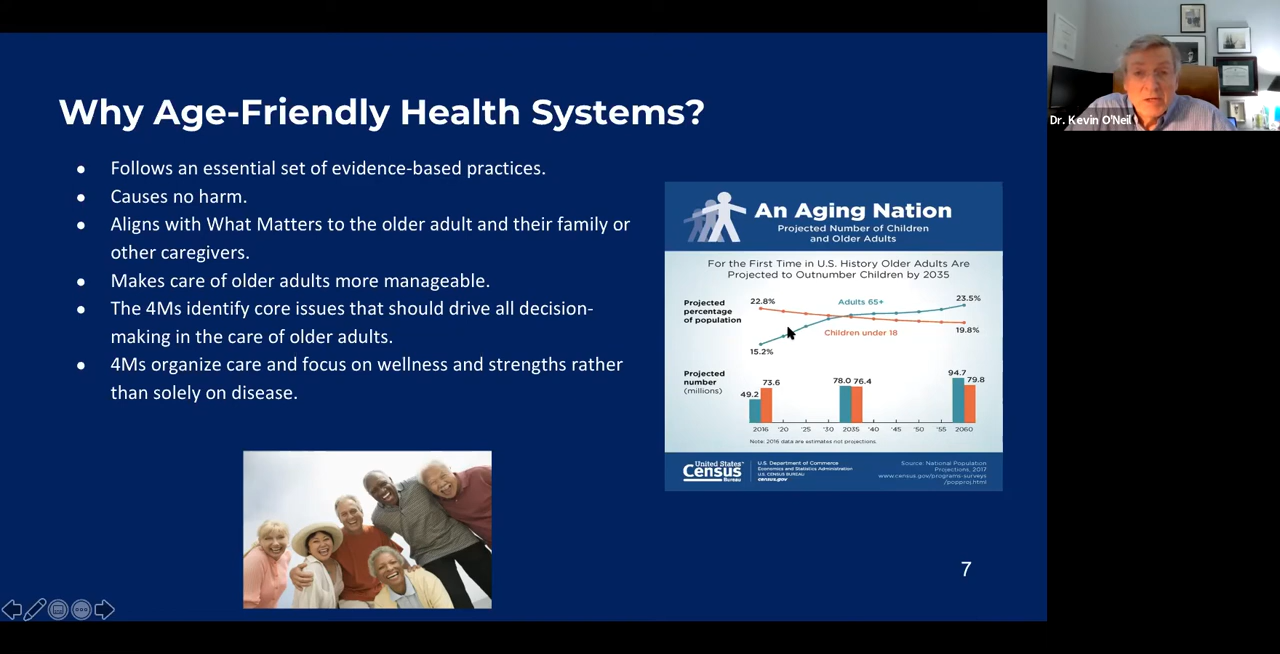 Why Age-Friendly Health Systems?
● Follows an essential set of evidence-based practices.
● Causes no harm.
● Aligns with What Matters to the older adult and their family or
other caregivers.
● Makes care of older adults more manageable.
● The 4Ms identify core issues that should drive all decision-
making in the care of older adults.
● 4Ms organize care and focus on wellness and strengths rather
than solely on disease.
An Aging Nation
Projected Number of Children
and Older Adults
For the First Time in U.S. History Older Adults Are
Projected to Outnumber Children by 2035
Projected
percentage
of population
22.8%
15.2%
Adults 65+
Children under 18
23.5%
19.8%
Projected
number
(millions)
49.2
73.6
78.0 76.4
94.7
79.8
2016 '20 '25 '30 2035 '40 '45 '50 '55 2060
Note: 2016 data are estimates not projections.
United States™
Census
Bureau
U.S. Department of Commerce
Economics and Statistics Administration
U.S. CENSUS BUREAU
census.gov
Source: National Population
Projections, 2017
www.census.gov/programs-surveys
/popproj.html
7
Dr. Kevin O'Neil